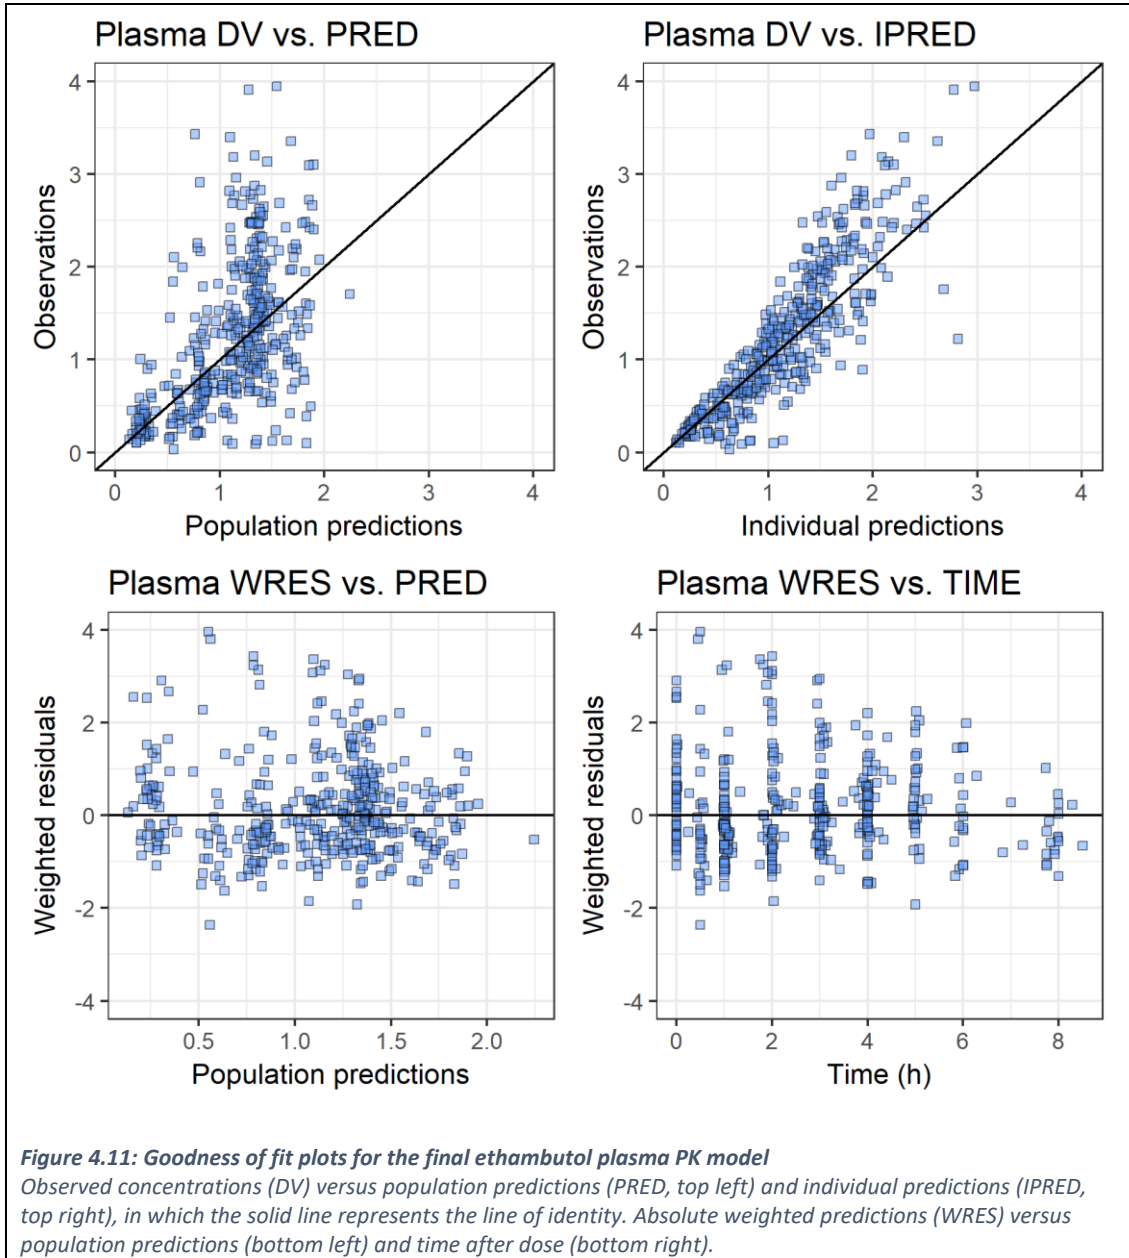 Plasma DV vs. PRED
4
3
2
1
0
Observations
0 1 2 3 4
Population predictions
Plasma DV vs. IPRED
4
3
2
1
0
Observations
0 1 2 3 4
Individual predictions
Plasma WRES vs. PRED
4
2
0
-2
-4
Weighted residuals
0.5 1.0 1.5 2.0
Population predictions
Plasma WRES vs. TIME
4
2
0
-2
-4
Weighted residuals
0 2 4 6 8
Time (h)
Figure 4.11: Goodness of fit plots for the final ethambutol plasma PK model
Observed concentrations (DV) versus population predictions (PRED, top left) and individual predictions (IPRED,
top right), in which the solid line represents the line of identity. Absolute weighted predictions (WRES) versus
population predictions (bottom left) and time after dose (bottom right).